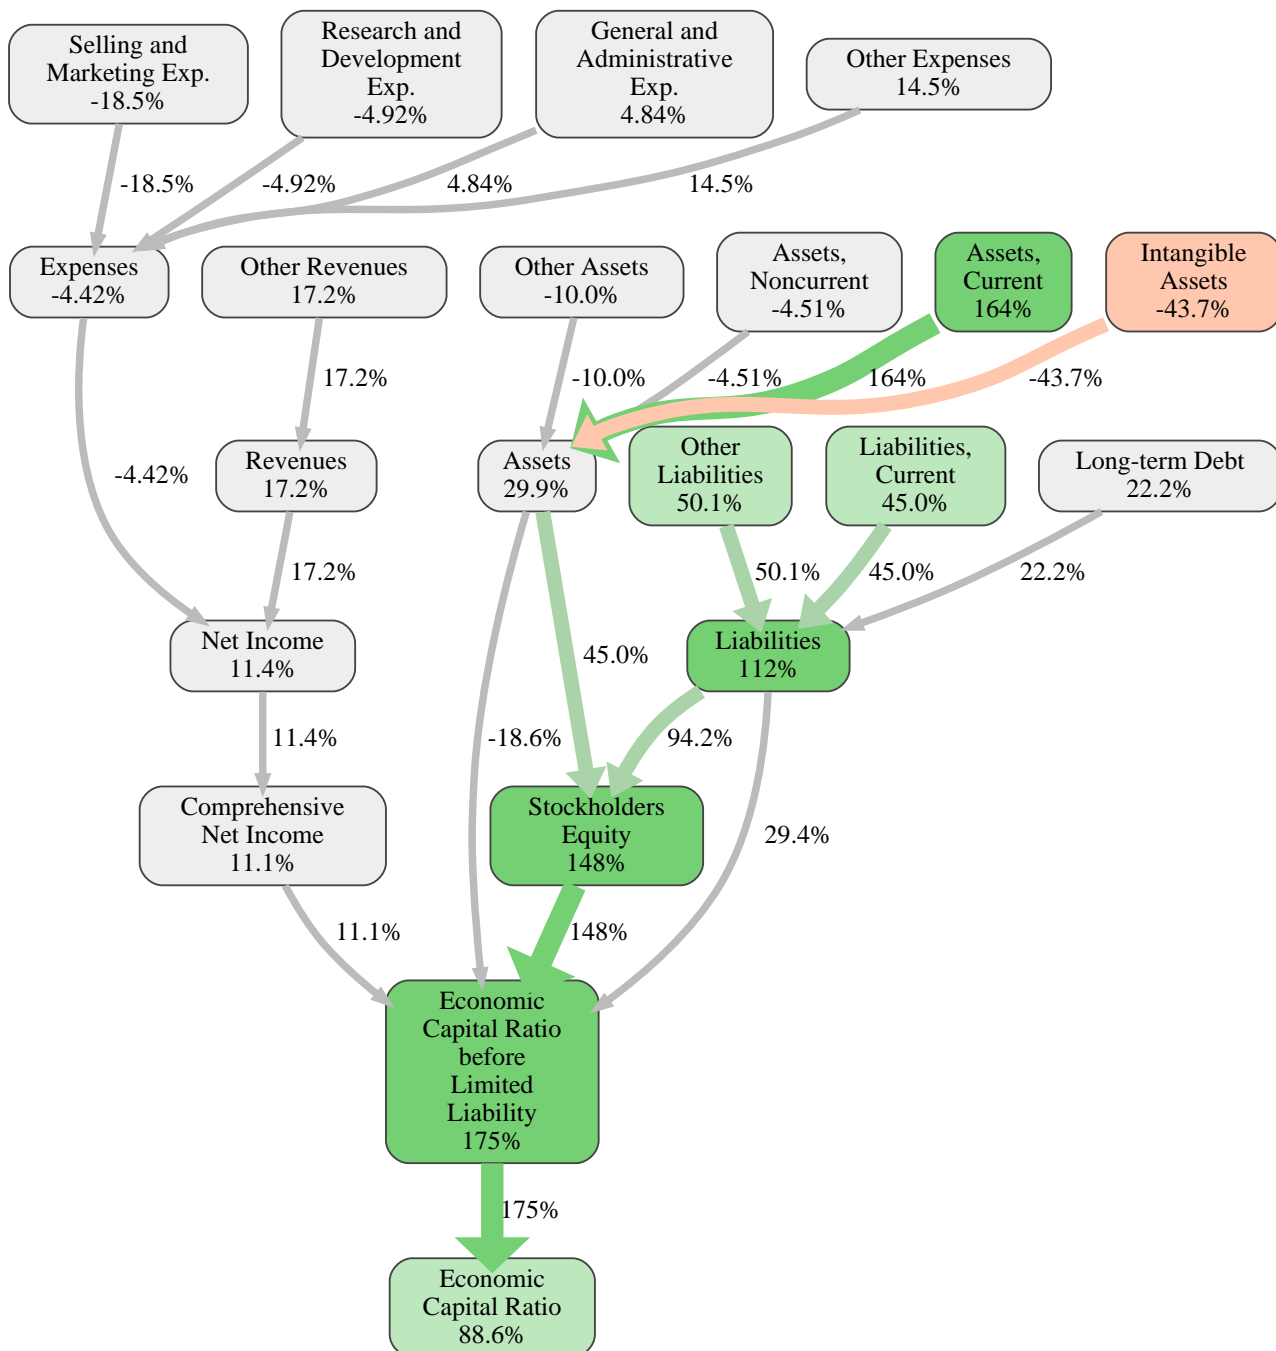 Selling and
Marketing Exp.
-18.5%
Research and
Development
Exp.
-4.92%
General and
Administrative
Exp.
4.84%
Other Expenses
14.5%
-18.5%
-4.92%
4.84%
14.5%
Expenses
-4.42%
Other Revenues
17.2%
Other Assets
-10.0%
Assets,
Noncurrent
-4.51%
Assets,
Current
164%
Intangible
Assets
-43.7%
17.2%
-10.0%
-4.51%
164%
-43.7%
-4.42%
Revenues
17.2%
Assets
29.9%
Other
Liabilities
50.1%
Liabilities,
Current
45.0%
Long-term Debt
22.2%
17.2%
50.1%
45.0%
22.2%
Net Income
11.4%
45.0%
Liabilities
112%
11.4%
-18.6%
94.2%
Comprehensive
Net Income
11.1%
Stockholders
Equity
148%
29.4%
11.1%
148%
Economic
Capital Ratio
before
Limited
Liability
175%
175%
Economic
Capital Ratio
88.6%